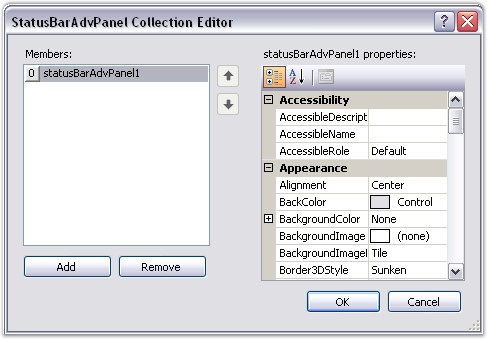 StatusBarAdvPanel Collection Editor
?
Members:
0 statusBarAdvPanel1
Add
Remove
statusBarAdvPanel1 properties:
A
Z
Accessibility
AccessibleDescript
AccessibleName
AccessibleRole Default
Appearance
Alignment Center
BackColor Control
BackgroundColor None
BackgroundImage (none)
BackgroundImageI Tile
Border3DStyle Sunken
OK
Cancel